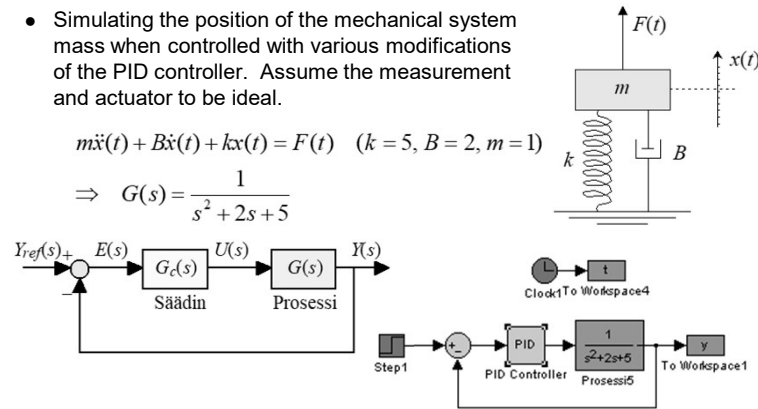 • Simulating the position of the mechanical system
mass when controlled with various modifications
of the PID controller. Assume the measurement
and actuator to be ideal.
F(t)
x(t)
m
k
B
mẍ(t) + Bẋ(t) + kx(t) = F(t) (k = 5, B = 2, m = 1)
⇒ G(s) = 1
s² + 2s + 5
Yref(s) + E(s) U(s) Y(s)
Gc(s) G(s)
−
Säädin Prosessi
t
Clock1 To Workspace4
+
−
PID
1
s²+2s+5
y
Step1 PID Controller Prosessi5 To Workspace1